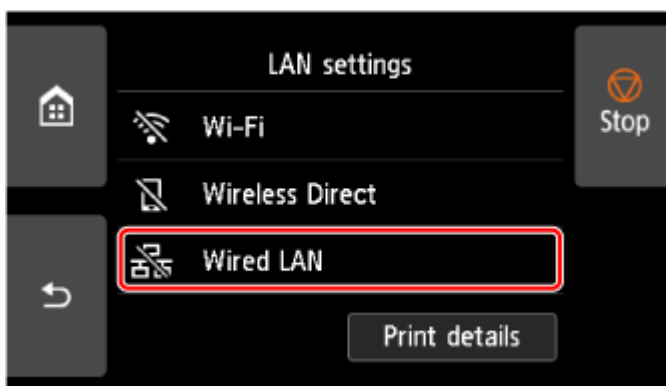 LAN settings
Stop
Wi-Fi
Wireless Direct
Wired LAN
Print details